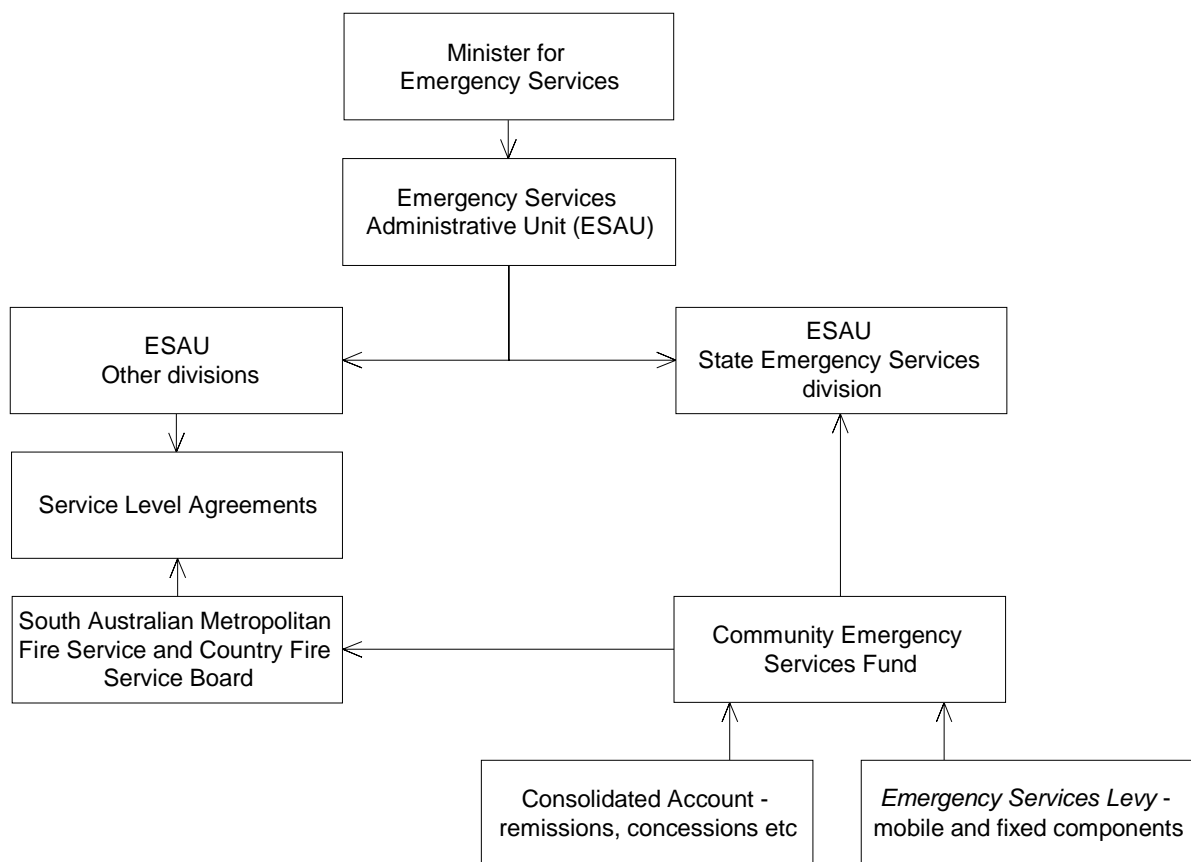 Minister for
Emergency Services
Emergency Services
Administrative Unit (ESAU)
ESAU
Other divisions
ESAU
State Emergency Services
division
Service Level Agreements
South Australian Metropolitan
Fire Service and Country Fire
Service Board
Community Emergency
Services Fund
Consolidated Account -
remissions, concessions etc
Emergency Services Levy -
mobile and fixed components